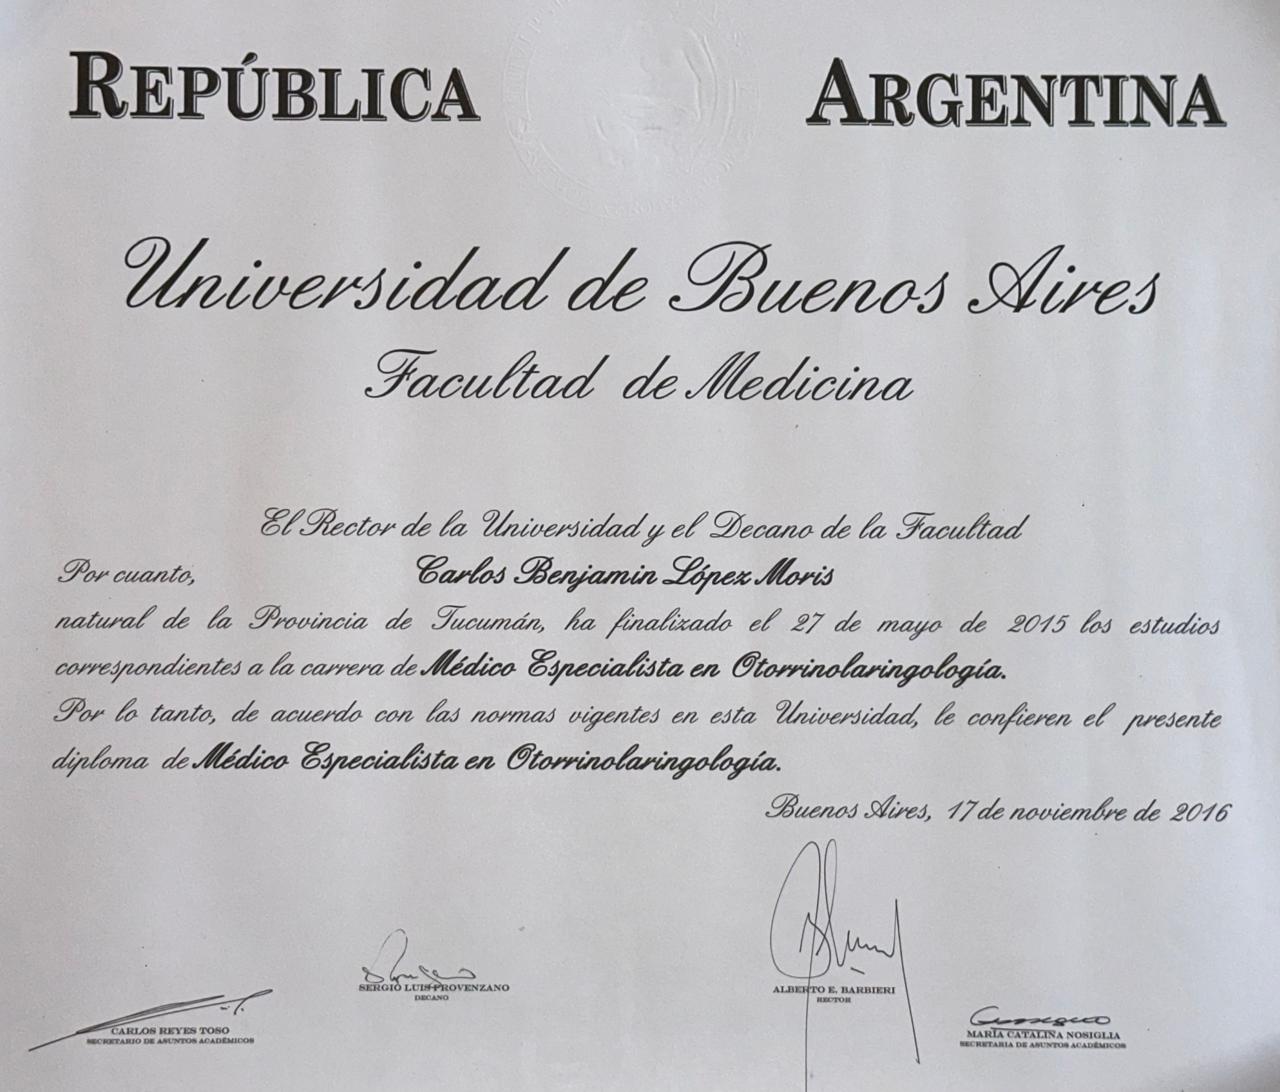 REPÚBLICA ARGENTINA
Universidad de Buenos Aires
Facultad de Medicina
El Rector de la Universidad y el Decano de la Facultad
Por cuanto, Carlos Benjamin López Moris
natural de la Provincia de Tucumán, ha finalizado el 27 de mayo de 2015 los estudios
correspondientes a la carrera de Médico Especialista en Otorrinolaringología.
Por lo tanto, de acuerdo con las normas vigentes en esta Universidad, le confieren el presente
diploma de Médico Especialista en Otorrinolaringología.
Buenos Aires, 17 de noviembre de 2016
SERGIO LUIS PROVENZANO
DECANO
ALBERTO E. BARBIERI
RECTOR
CARLOS REYES TOSO
SECRETARIO DE ASUNTOS ACADÉMICOS
MARÍA CATALINA NOSIGLIA
SECRETARIA DE ASUNTOS ACADÉMICOS